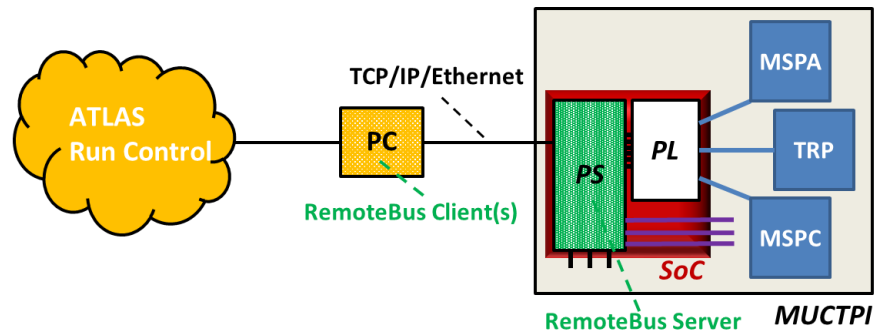 ATLAS
Run Control
TCP/IP/Ethernet
PC
RemoteBus Client(s)
PS
PL
MSPA
TRP
MSPC
SoC
RemoteBus Server
MUCTPI